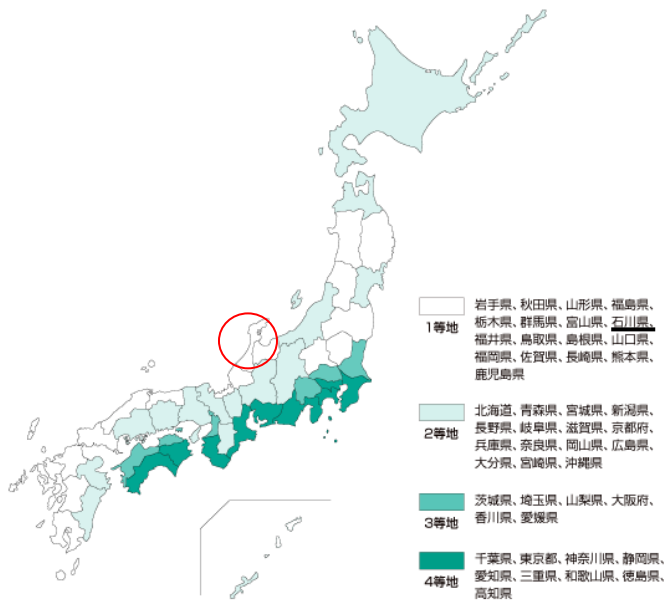 1等地
岩手県、秋田県、山形県、福島県、
栃木県、群馬県、富山県、石川県、
福井県、鳥取県、島根県、山口県、
福岡県、佐賀県、長崎県、熊本県、
鹿児島県
2等地
北海道、青森県、宮城県、新潟県、
長野県、岐阜県、滋賀県、京都府、
兵庫県、奈良県、岡山県、広島県、
大分県、宮崎県、沖縄県
3等地
茨城県、埼玉県、山梨県、大阪府、
香川県、愛媛県
4等地
千葉県、東京都、神奈川県、静岡県、
愛知県、三重県、和歌山県、徳島県、
高知県